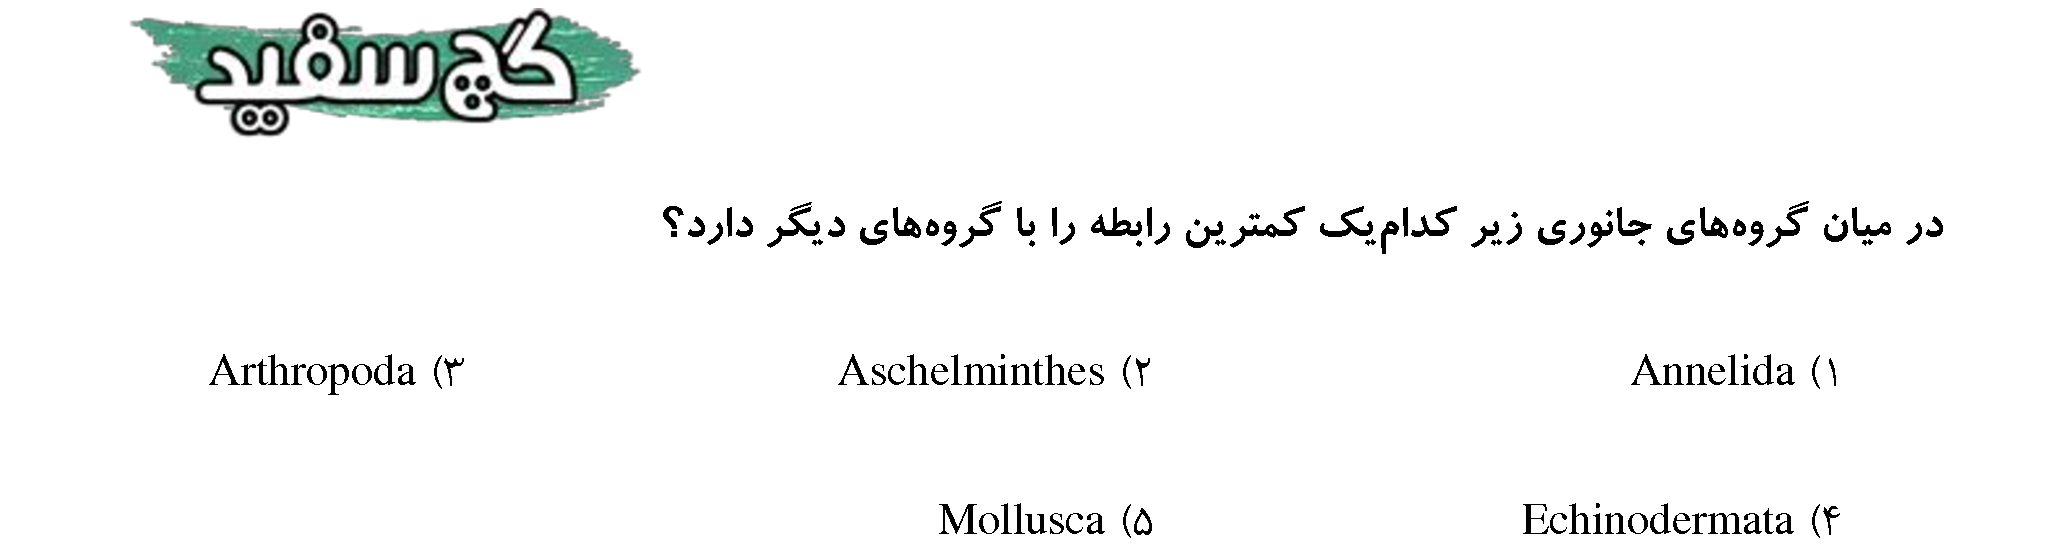 گچ سفید
در میان گروه‌های جانوری زیر کدام‌یک کمترین رابطه را با گروه‌های دیگر دارد؟
۱) Annelida ۲) Aschelminthes ۳) Arthropoda
۴) Echinodermata ۵) Mollusca